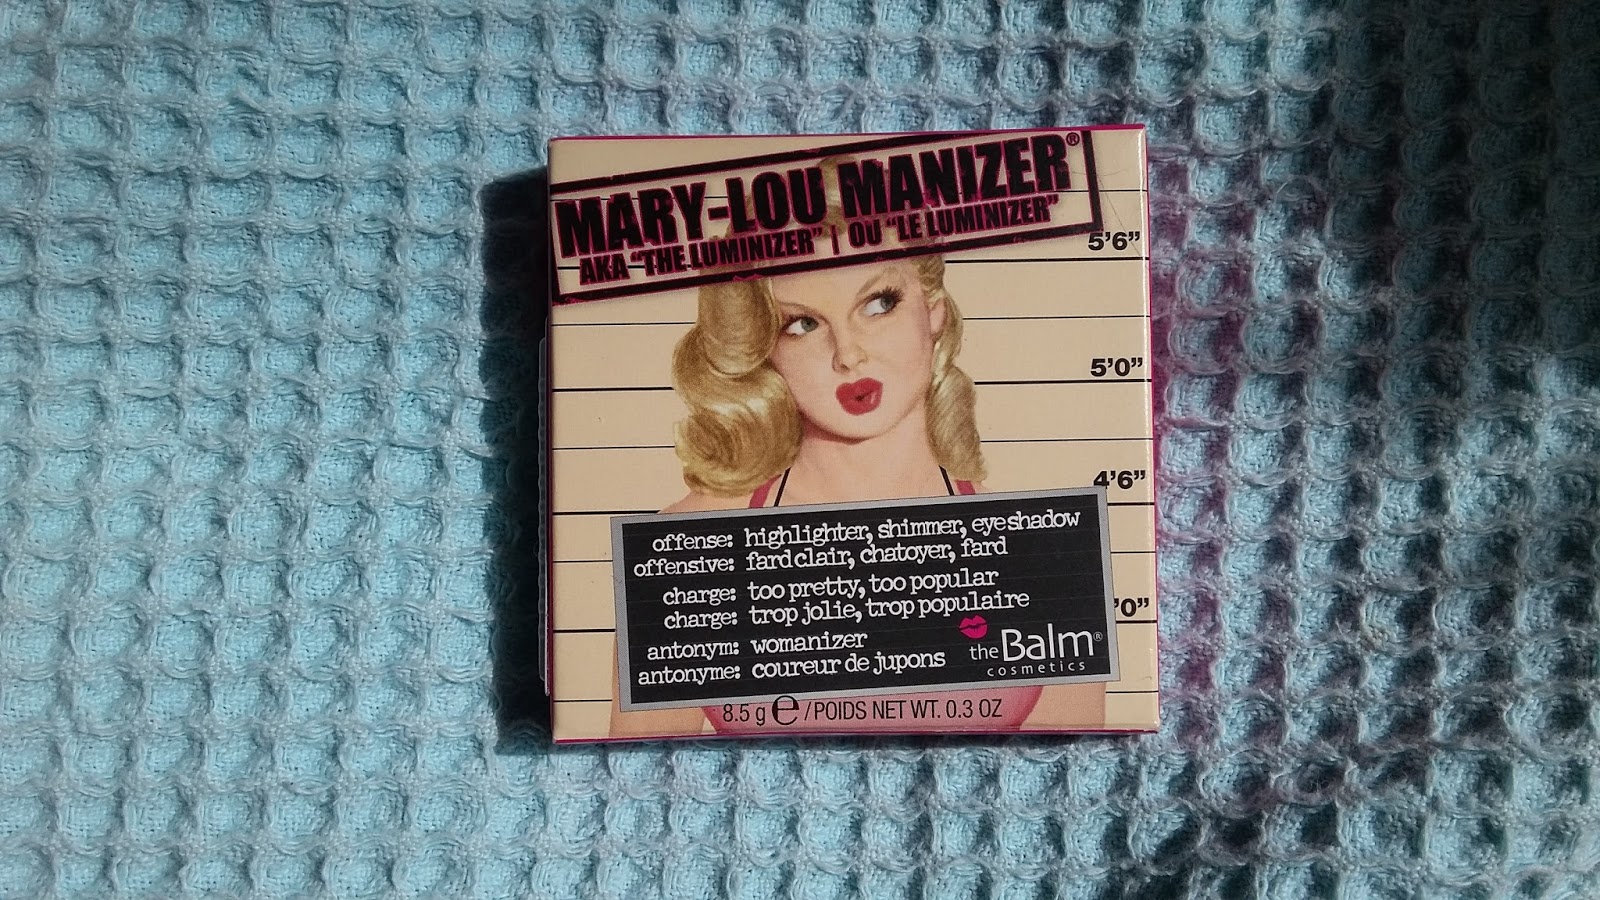 MARY-LOU MANIZER®
AKA "THE LUMINIZER" | OU "LE LUMINIZER"
5'6"
5'0"
4'6"
'0"
offense: highlighter, shimmer, eyeshadow
offensive: fard clair, chatoyer, fard
charge: too pretty, too popular
charge: trop jolie, trop populaire
antonym: womanizer
antonyme: coureur de jupons
theBalm®
cosmetics
8.5 g ℮ / POIDS NET WT. 0.3 OZ